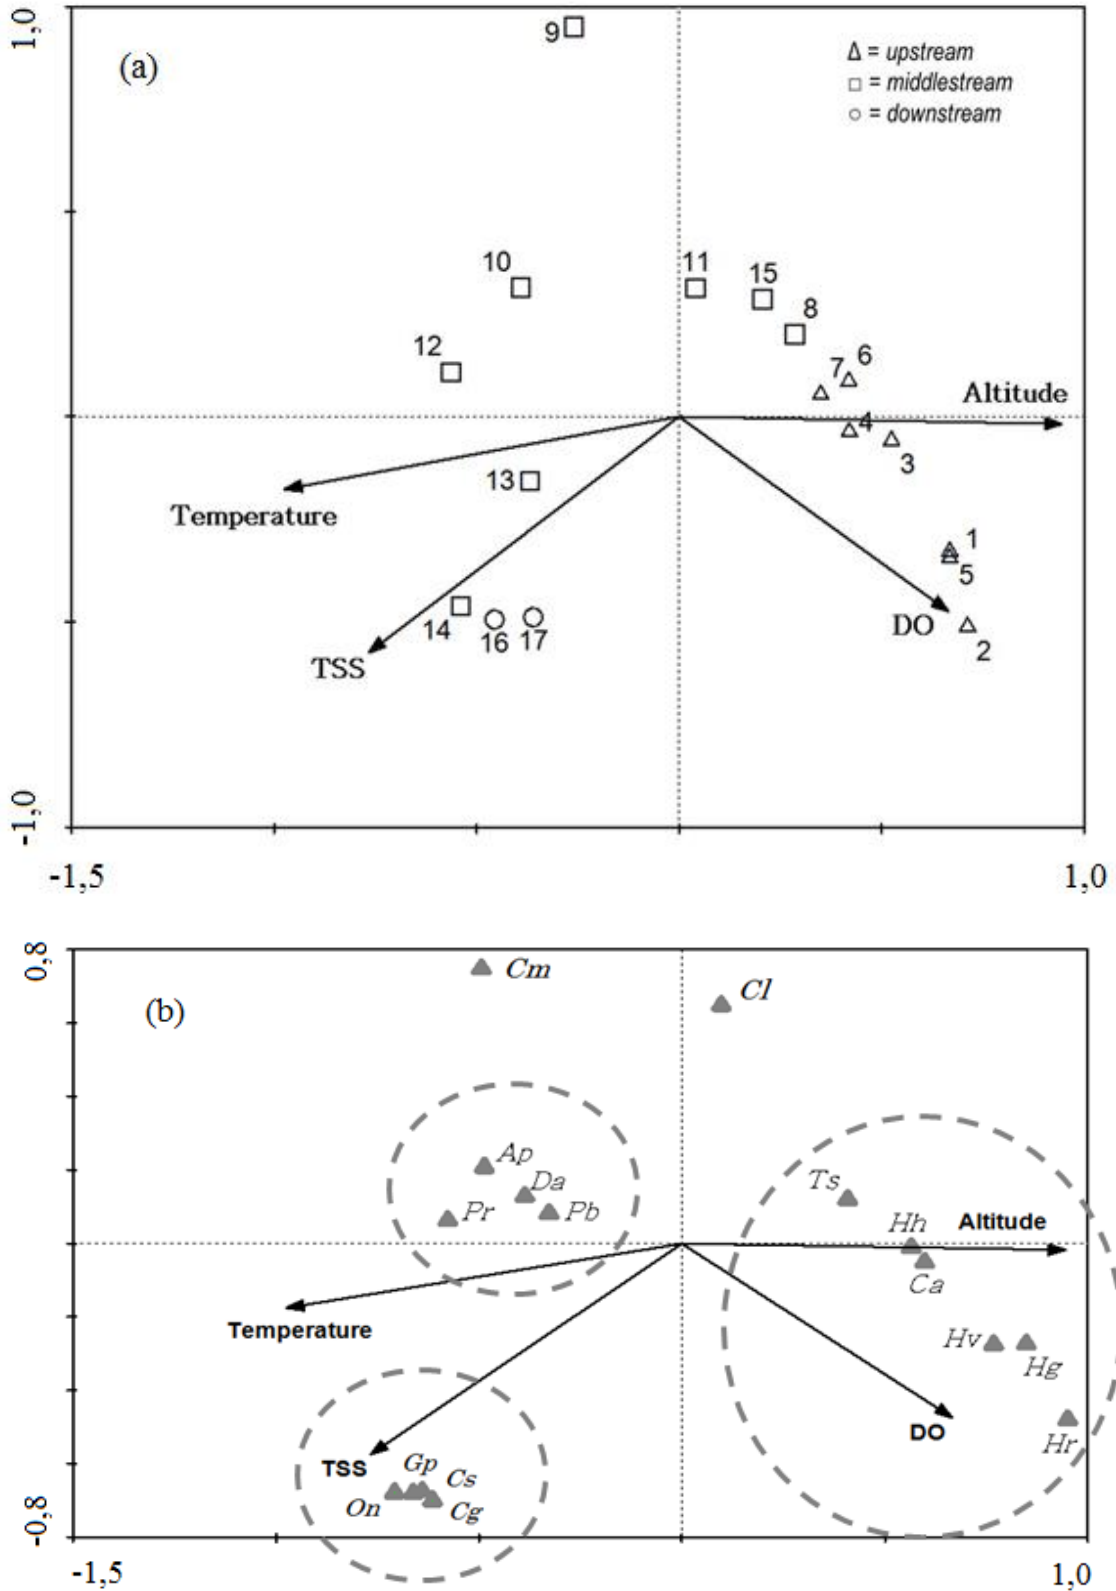 1,0
9
(a)
Δ = upstream
□ = middlestream
○ = downstream
10
11
15
8
12
7
6
Altitude
4
3
13
Temperature
1
5
DO
2
14
16
17
TSS
-1,0
-1,5
1,0
0,8
Cm
Cl
(b)
Ap
Da
Pr
Pb
Ts
Hh
Altitude
Ca
Temperature
Hv
Hg
DO
Hr
TSS
Gp
Cs
On
Cg
-0,8
-1,5
1,0